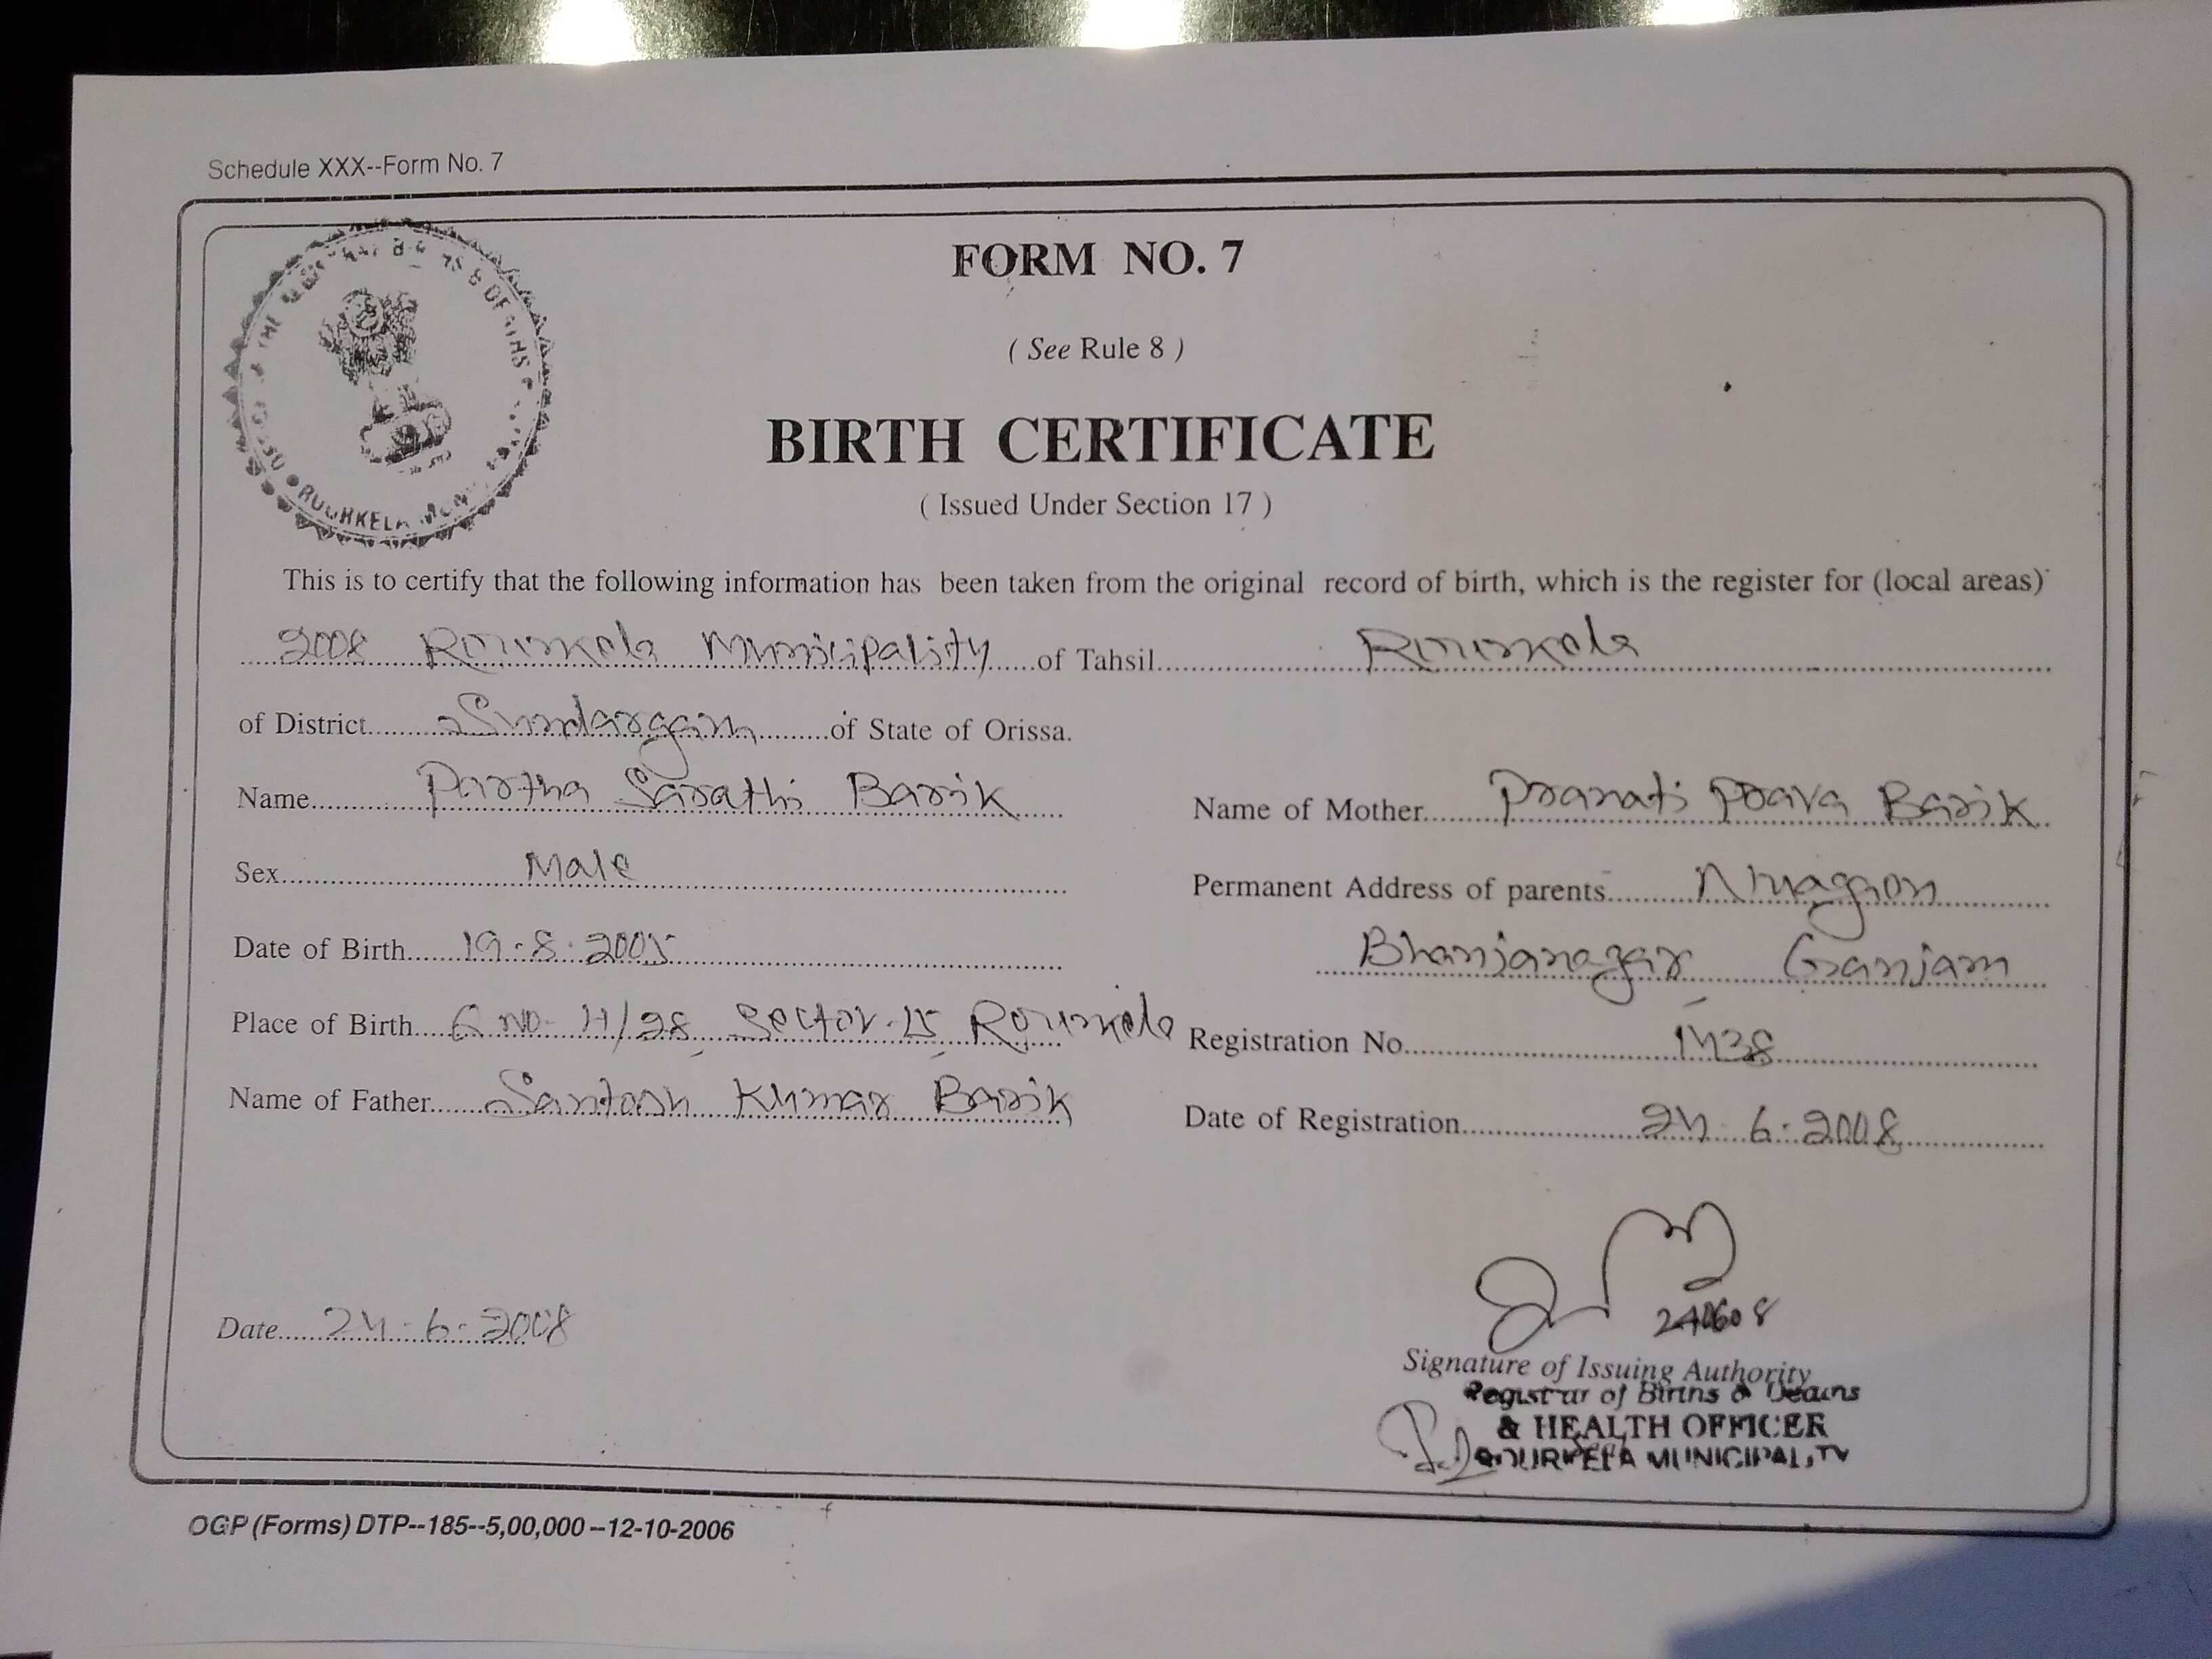 Schedule XXX--Form No. 7
FORM NO. 7
( See Rule 8 )
BIRTH CERTIFICATE
( Issued Under Section 17 )
This is to certify that the following information has been taken from the original record of birth, which is the register for (local areas)
2008 Rourkela Municipality of Tahsil Rourkela
of District Sundargarh of State of Orissa.
Name Partha Sarathi Barik
Name of Mother Pranati Prava Barik
Sex Male
Permanent Address of parents Nuagaon
Bhanjanagar Ganjam
Date of Birth 19-8-2005
Place of Birth Sector-15 Rourkela
Registration No. 1438
Name of Father Santosh Kumar Barik
Date of Registration 24-6-2008
Date 24-6-2008
240608
Signature of Issuing Authority
Registrar of Births & Deaths
& HEALTH OFFICER
ROURKELA MUNICIPALITY
OGP (Forms) DTP--185--5,00,000--12-10-2006